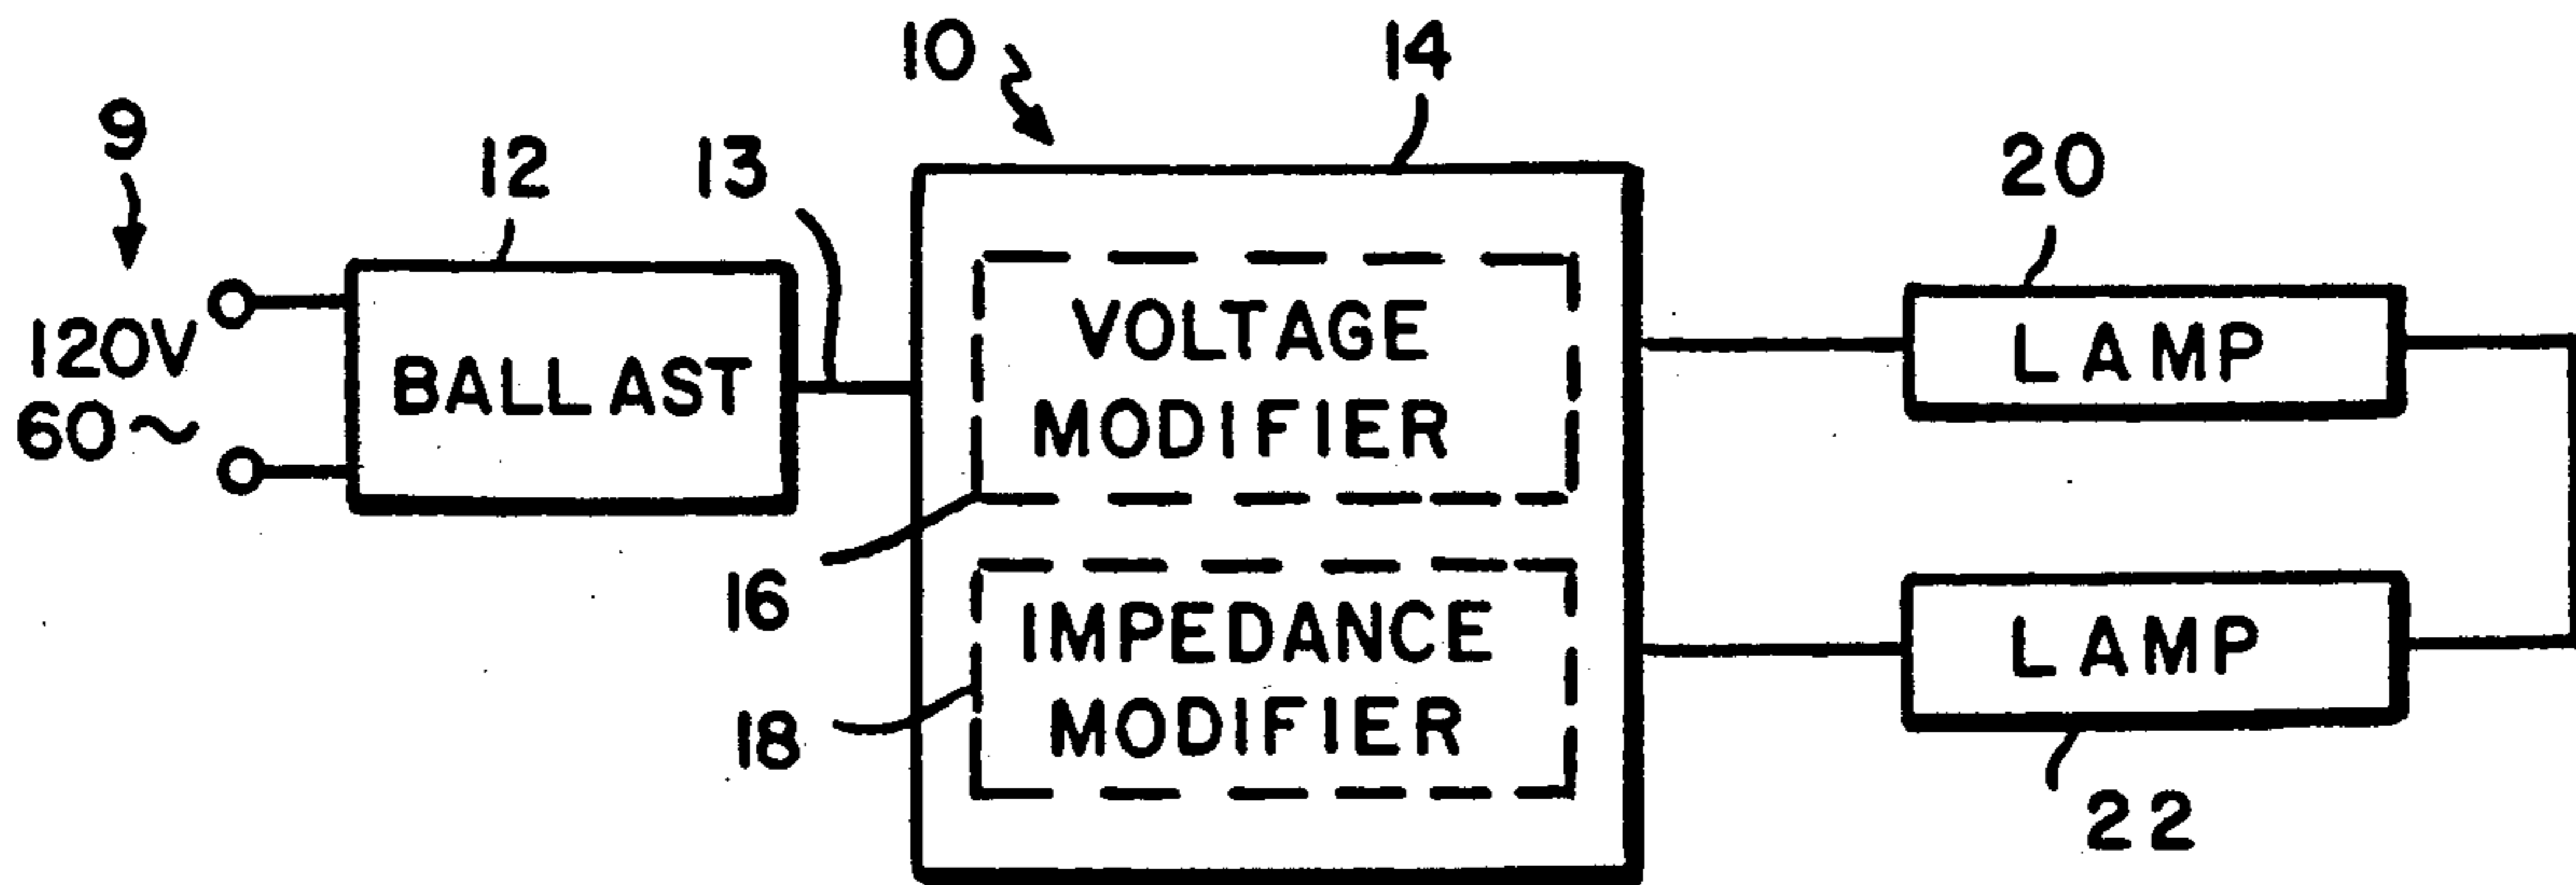 10
14
9
12
13
20
120V
60~
BALLAST
VOLTAGE
MODIFIER
LAMP
16
IMPEDANCE
MODIFIER
18
LAMP
22